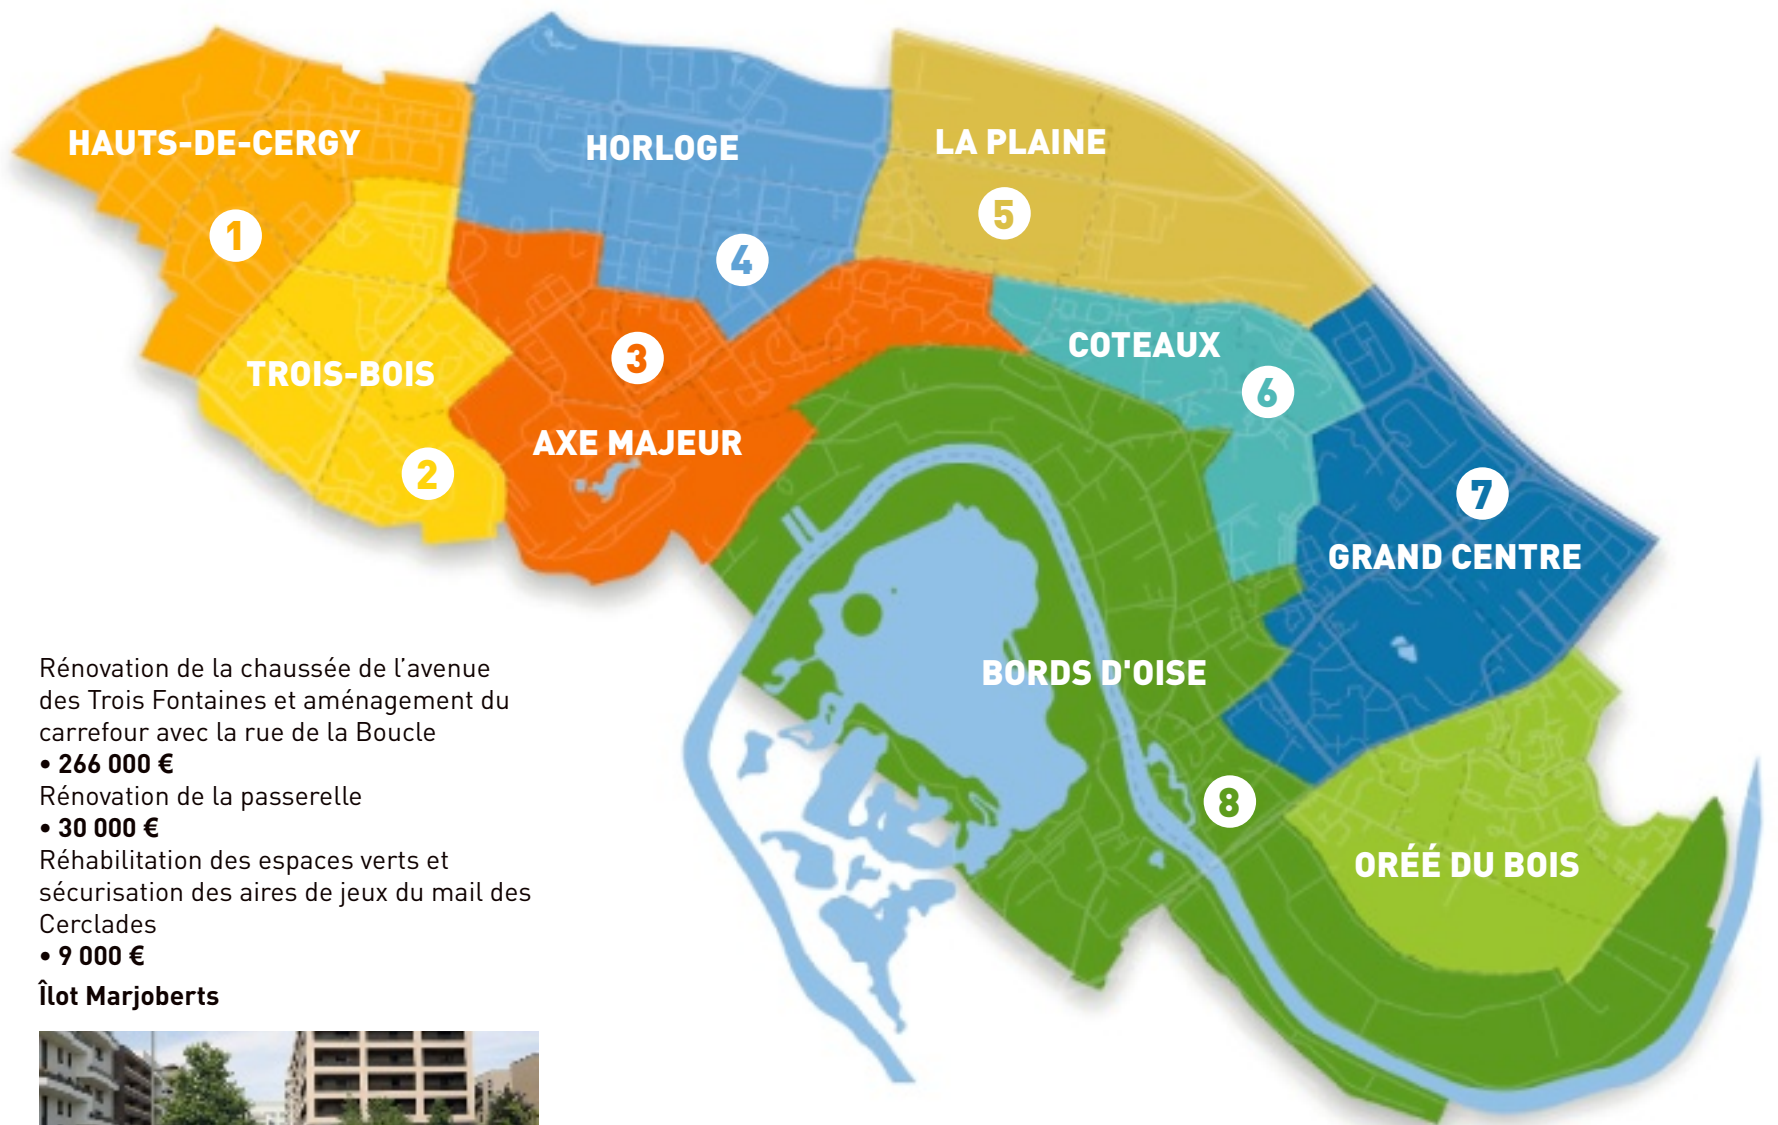 HAUTS-DE-CERGY
HORLOGE
LA PLAINE
1
4
5
TROIS-BOIS
3
COTEAUX
6
AXE MAJEUR
2
7
GRAND CENTRE
BORDS D'OISE
8
ORÉÉ DU BOIS
Rénovation de la chaussée de l'avenue
des Trois Fontaines et aménagement du
carrefour avec la rue de la Boucle
• 266 000 €
Rénovation de la passerelle
• 30 000 €
Réhabilitation des espaces verts et
sécurisation des aires de jeux du mail des
Cerclades
• 9 000 €
Îlot Marjoberts